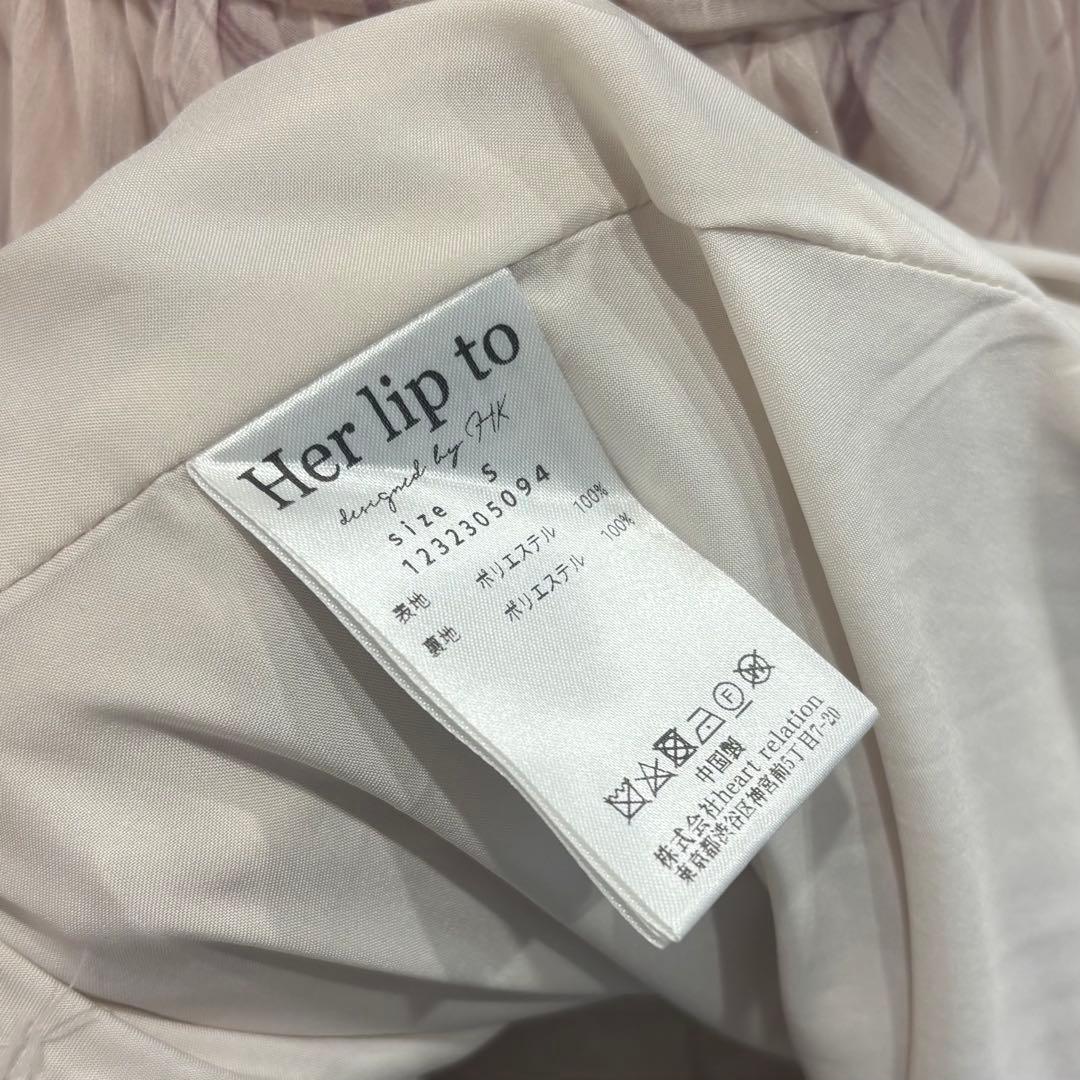 Her lip to
designed by HK
size S
1232305094
表地 ポリエステル 100%
裏地 ポリエステル 100%
F W
中国製
株式会社heart relation
東京都渋谷区神宮前5丁目7-20